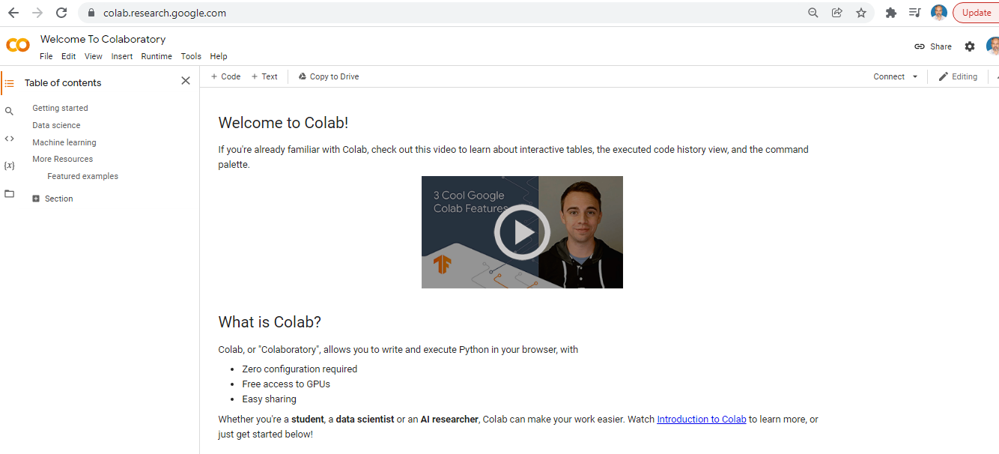 colab.research.google.com
Update
Welcome To Colaboratory
File Edit View Insert Runtime Tools Help
Share
Table of contents
Getting started
Data science
Machine learning
More Resources
Featured examples
Section
+ Code + Text Copy to Drive
Connect Editing
Welcome to Colab!
If you're already familiar with Colab, check out this video to learn about interactive tables, the executed code history view, and the command
palette.
3 Cool Google
Colab Features
What is Colab?
Colab, or "Colaboratory", allows you to write and execute Python in your browser, with
• Zero configuration required
• Free access to GPUs
• Easy sharing
Whether you're a student, a data scientist or an AI researcher, Colab can make your work easier. Watch Introduction to Colab to learn more, or
just get started below!